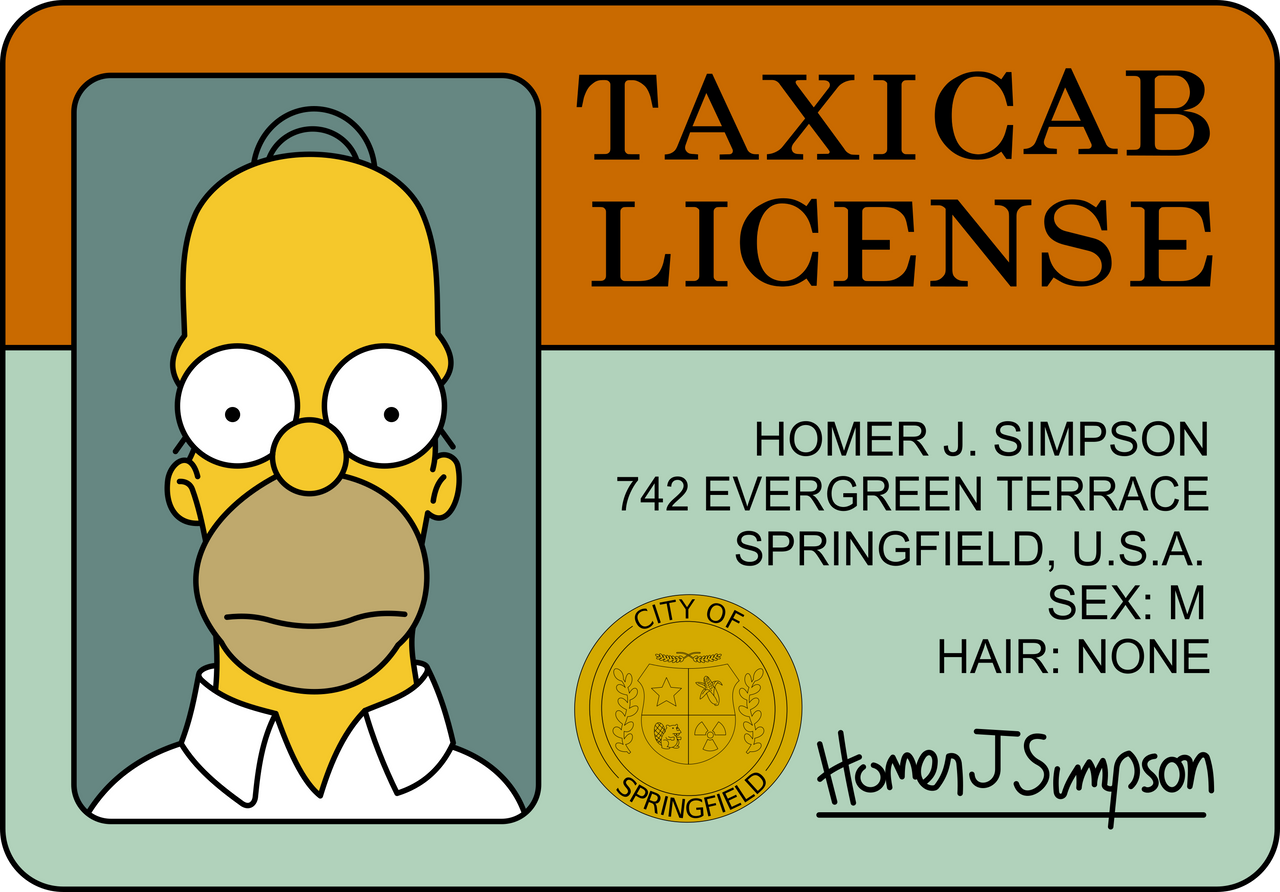 TAXICAB
LICENSE
HOMER J. SIMPSON
742 EVERGREEN TERRACE
SPRINGFIELD, U.S.A.
SEX: M
HAIR: NONE
CITY OF
SPRINGFIELD
Homer J Simpson